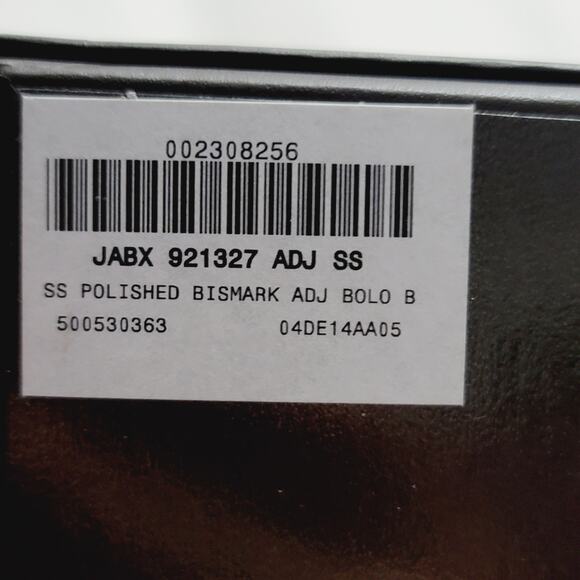 002308256
JABX 921327 ADJ SS
SS POLISHED BISMARK ADJ BOLO B
500530363 04DE14AA05